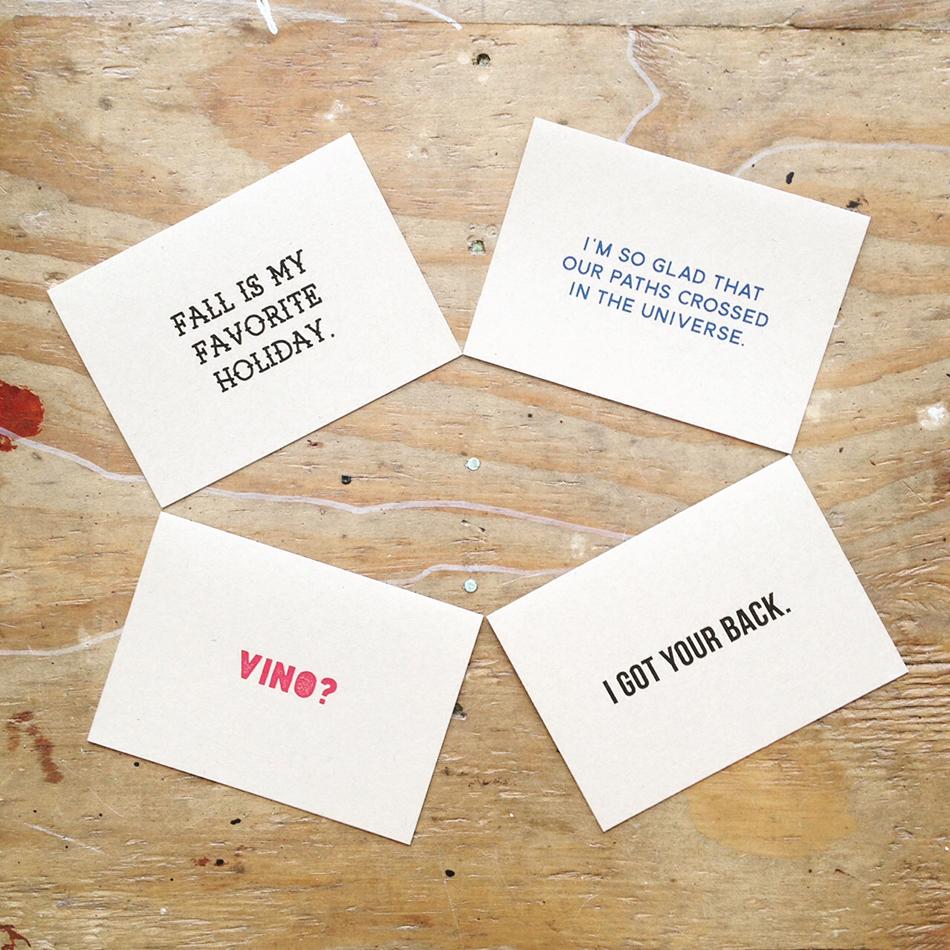 FALL IS MY
FAVORITE
HOLIDAY.
I'M SO GLAD THAT
OUR PATHS CROSSED
IN THE UNIVERSE.
VINO?
I GOT YOUR BACK.